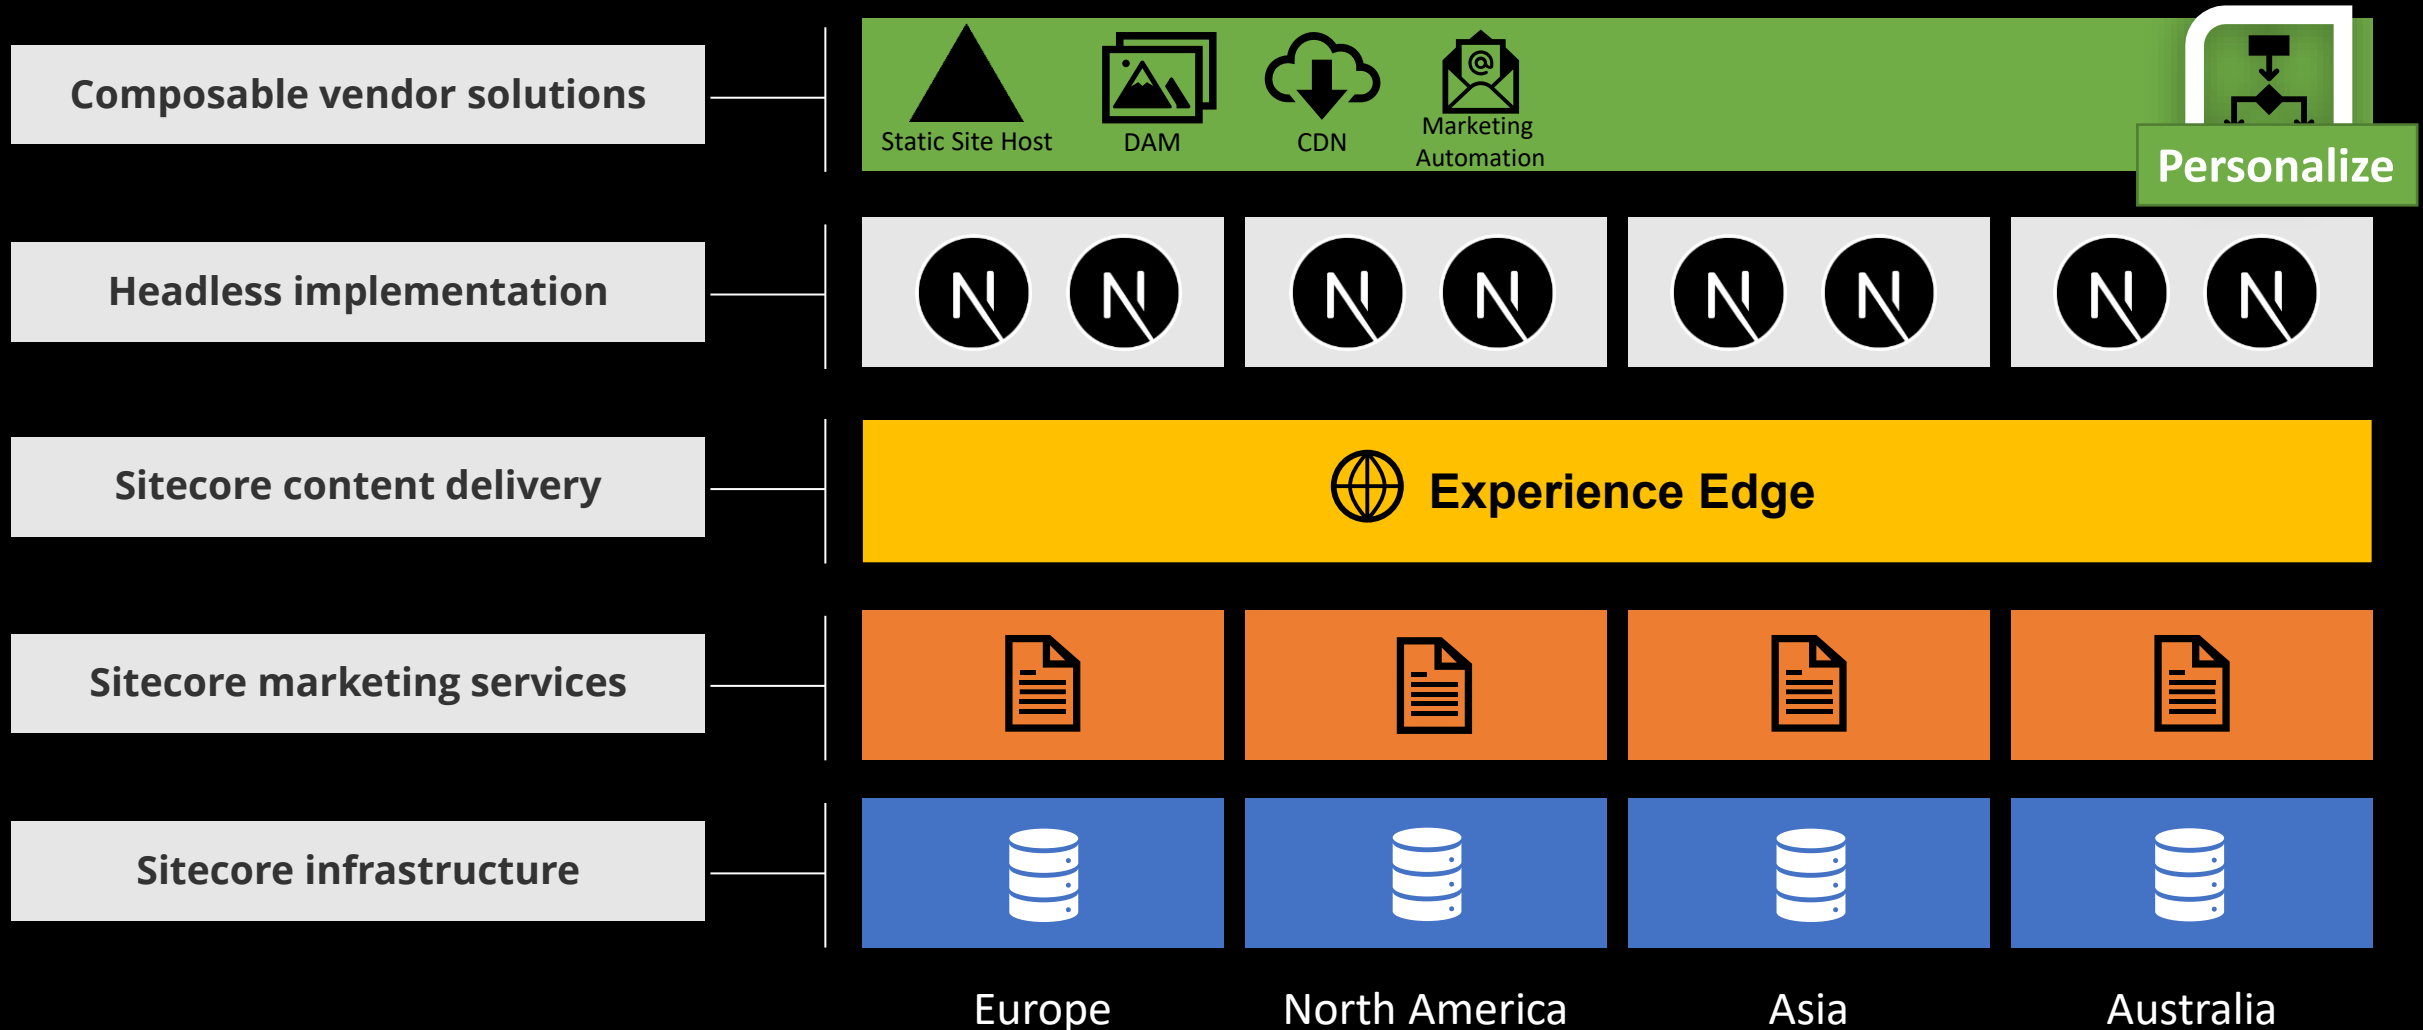 Composable vendor solutions
Static Site Host
DAM
CDN
Marketing
Automation
Personalize
Headless implementation
N N N N N N N N
Sitecore content delivery
Experience Edge
Sitecore marketing services
Sitecore infrastructure
Europe
North America
Asia
Australia